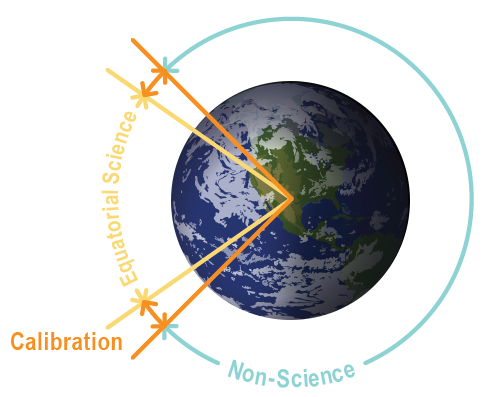 Equatorial Science
Calibration
Non-Science